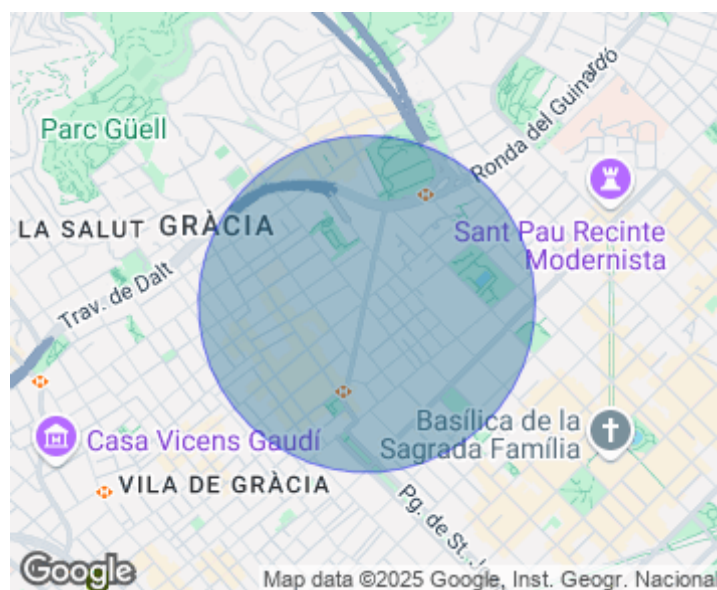 Parc Güell
Ronda del Guinardó
LA SALUT
GRÀCIA
Sant Pau Recinte
Modernista
Trav. de Dalt
Basílica de la
Sagrada Família
Casa Vicens Gaudí
VILA DE GRÀCIA
Pg. de St. J
Google
Map data ©2025 Google, Inst. Geogr. Nacional